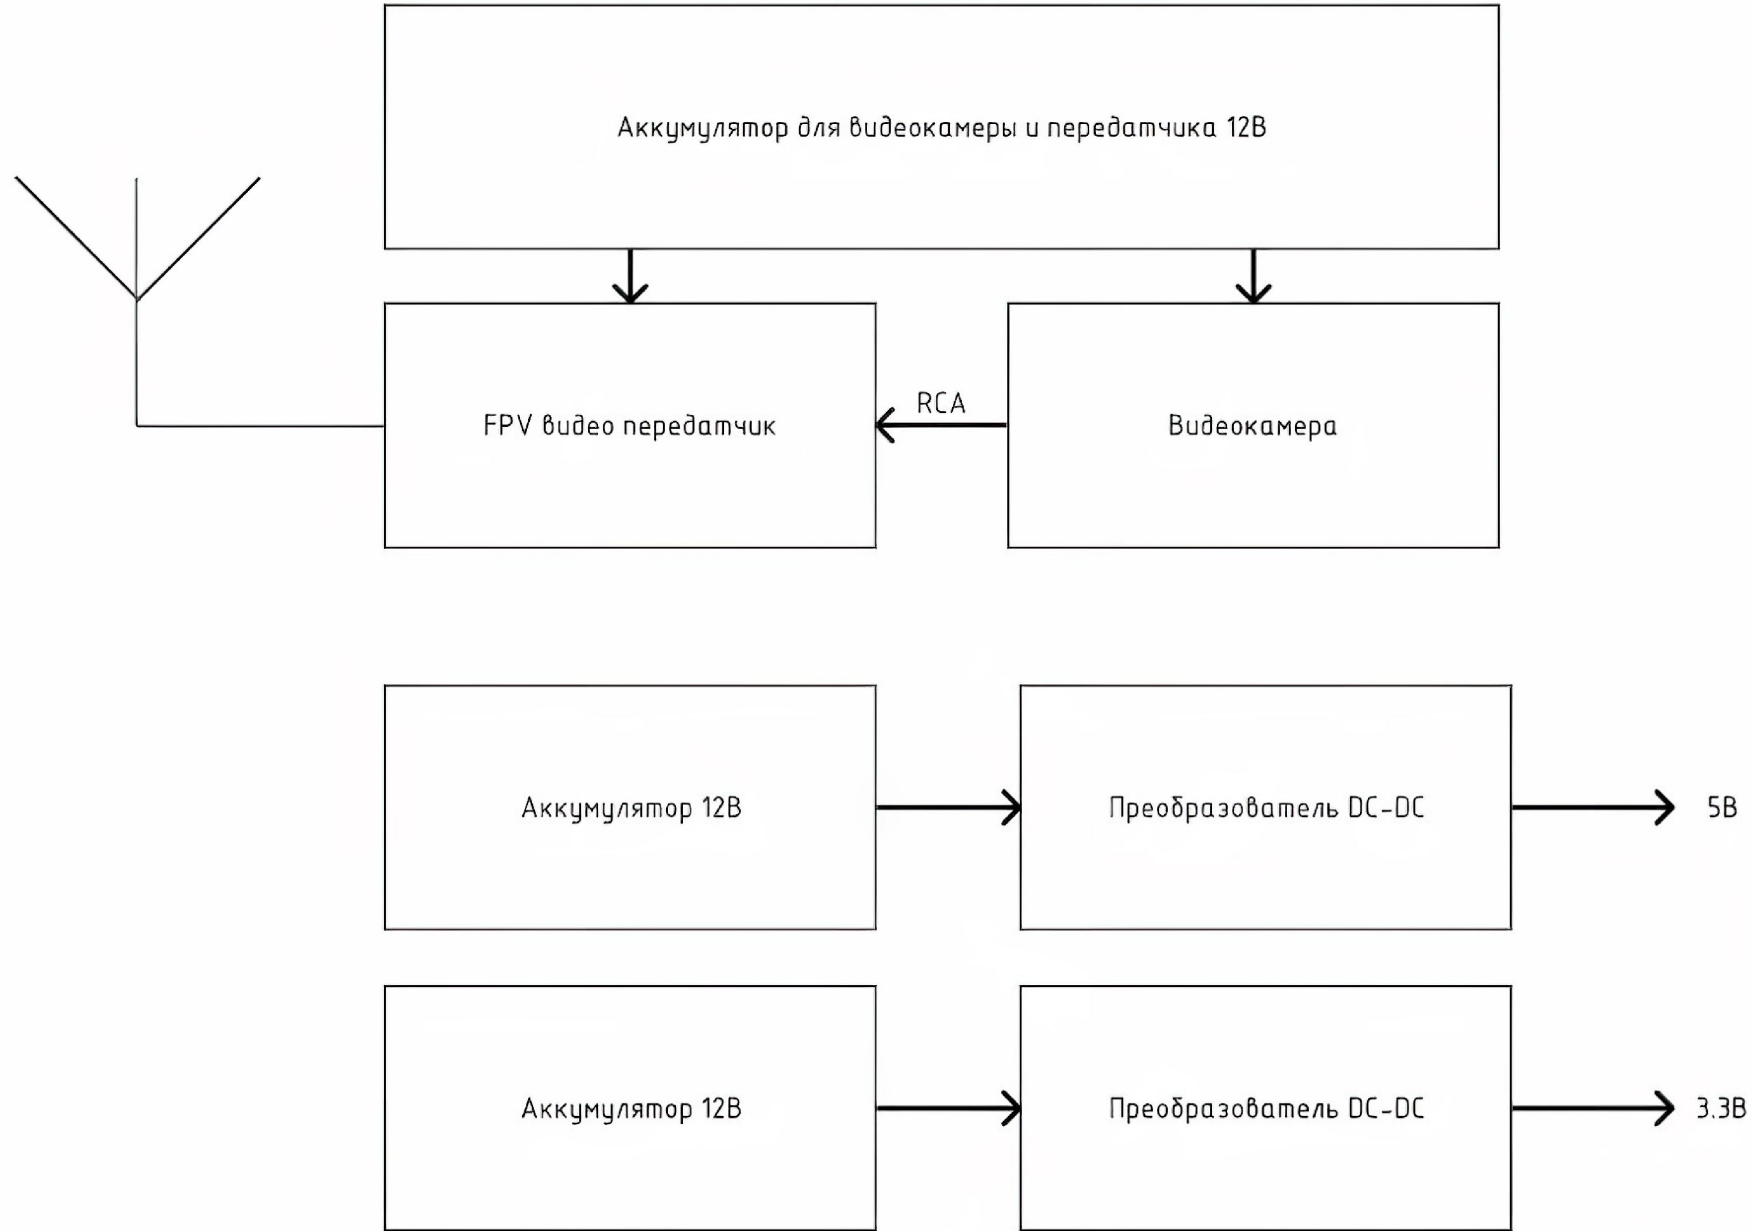 Аккумулятор для видеокамеры и передатчика 12В
RCA
FPV видео передатчик
Видеокамера
Аккумулятор 12В
Преобразователь DC-DC
5В
Аккумулятор 12В
Преобразователь DC-DC
3.3В